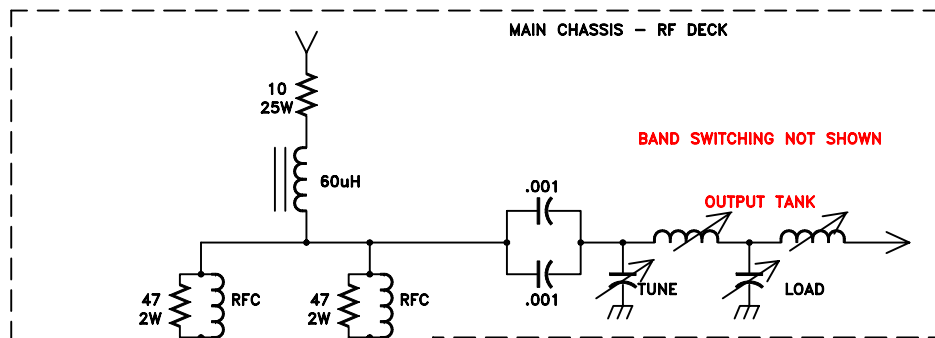 MAIN CHASSIS - RF DECK
10
25W
BAND SWITCHING NOT SHOWN
60uH
.001
OUTPUT TANK
47
2W
RFC
47
2W
RFC
.001
TUNE
LOAD